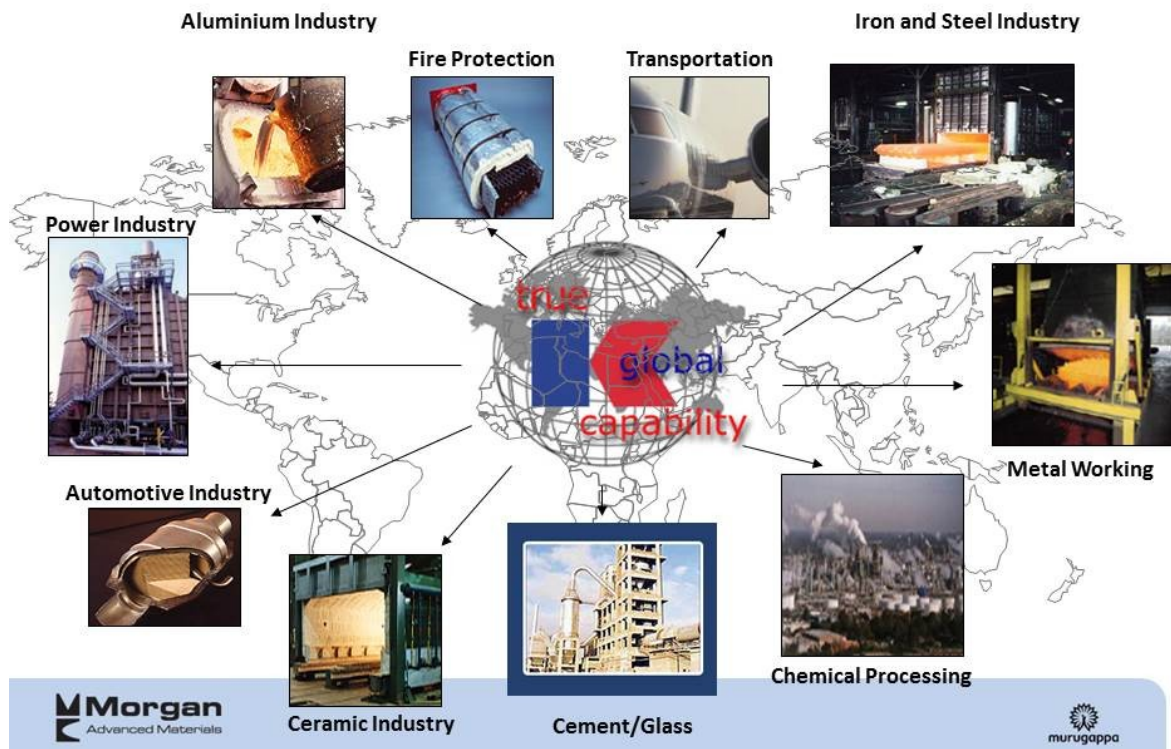 Aluminium Industry
Iron and Steel Industry
Fire Protection
Transportation
Power Industry
true
global
capability
Metal Working
Automotive Industry
Chemical Processing
Ceramic Industry
Cement/Glass
Morgan
Advanced Materials
murugappa